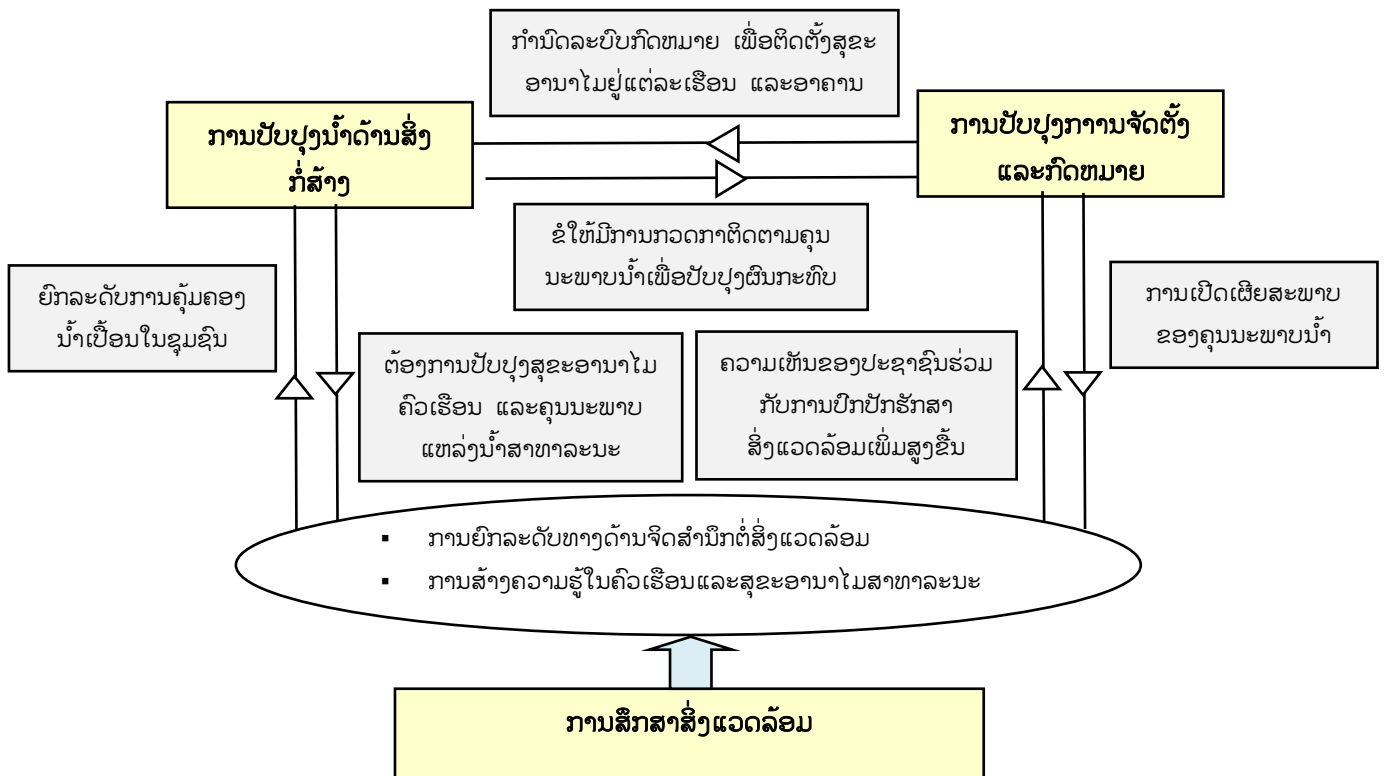 ກຳນົດລະບົບກົດຫມາຍ ເພື່ອຕິດຕັ້ງສຸຂະ
ອານາໄມຢູ່ແຕ່ລະເຮືອນ ແລະອາຄານ
ການປັບປຸງນ້ຳດ້ານສິ່ງ
ກໍ່ສ້າງ
ການປັບປຸງກາານຈັດຕັ້ງ
ແລະກົດຫມາຍ
ຂໍໃຫ້ມີການກວດກາຕິດຕາມຄຸນ
ນະພາບນ້ຳເພື່ອປັບປຸງຜົນກະທົບ
ຍົກລະດັບການຄຸ້ມຄອງ
ນ້ຳເປື້ອນໃນຊຸມຊົນ
ການເປີດເຜີຍສະພາບ
ຂອງຄຸນນະພາບນ້ຳ
ຕ້ອງການປັບປຸງສຸຂະອານາໄມ
ຄົວເຮືອນ ແລະຄຸນນະພາບ
ແຫລ່ງນ້ຳສາທາລະນະ
ຄວາມເຫັນຂອງປະຊາຊົນຮ່ວມ
ກັບການປົກປັກຮັກສາ
ສິ່ງແວດລ້ອມເພີ່ມສູງຂື້ນ
▪ ການຍົກລະດັບທາງດ້ານຈິດສຳນຶກຕໍ່ສິ່ງແວດລ້ອມ
▪ ການສ້າງຄວາມຮູ້ໃນຄົວເຮືອນແລະສຸຂະອານາໄມສາທາລະນະ
ການສຶກສາສິ່ງແວດລ້ອມ